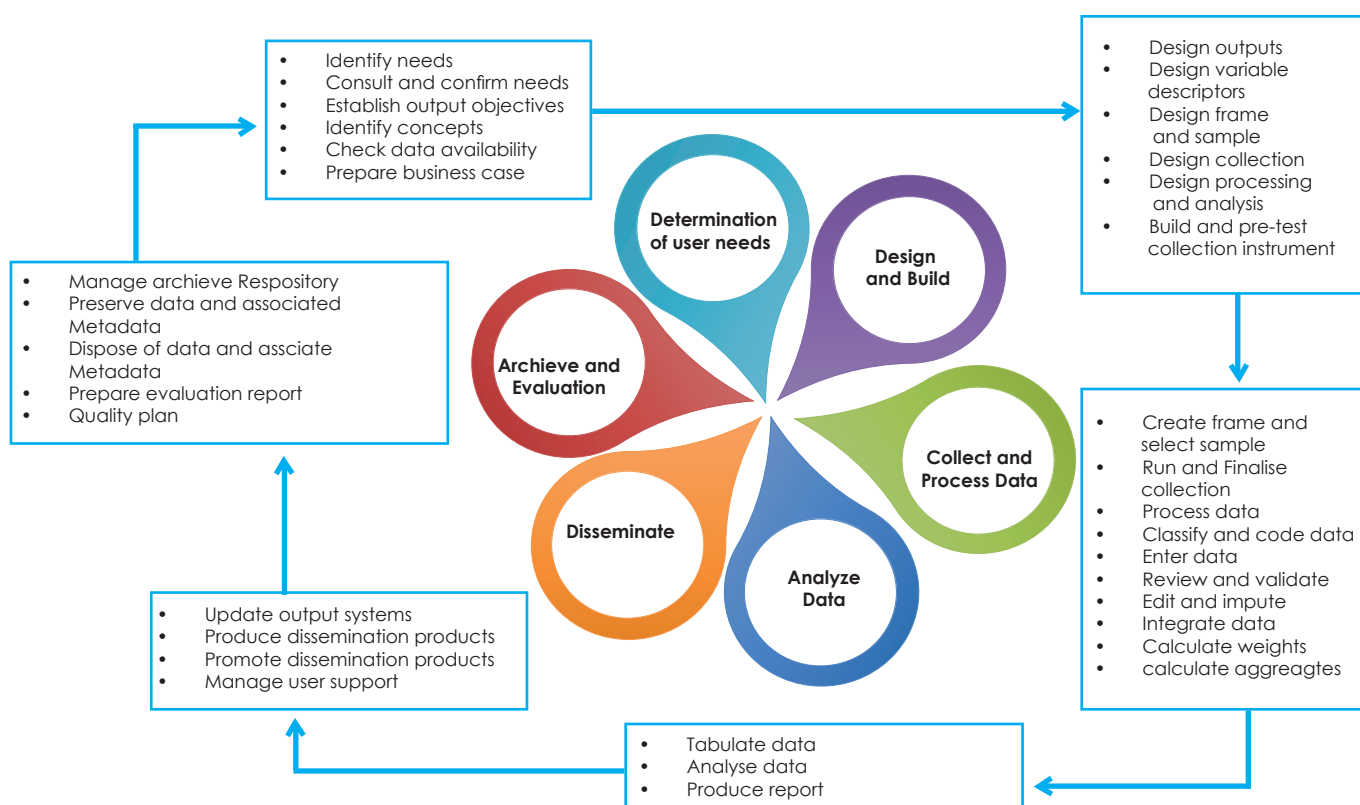 • Identify needs
• Consult and confirm needs
• Establish output objectives
• Identify concepts
• Check data availability
• Prepare business case
• Design outputs
• Design variable
descriptors
• Design frame
and sample
• Design collection
• Design processing
and analysis
• Build and pre-test
collection instrument
Determination
of user needs
Design
and Build
• Manage archieve Respository
• Preserve data and associated
Metadata
• Dispose of data and assciate
Metadata
• Prepare evaluation report
• Quality plan
Archieve and
Evaluation
Collect and
Process Data
• Create frame and
select sample
• Run and Finalise
collection
• Process data
• Classify and code data
• Enter data
• Review and validate
• Edit and impute
• Integrate data
• Calculate weights
• calculate aggreagtes
Disseminate
Analyze
Data
• Update output systems
• Produce dissemination products
• Promote dissemination products
• Manage user support
• Tabulate data
• Analyse data
• Produce report